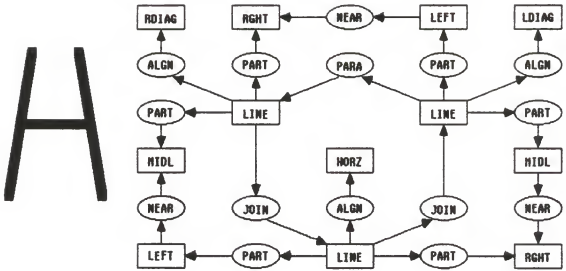 RDIAG RGHT NEAR LEFT LDIAG
ALGN PART PARA PART ALGN
PART LINE LINE PART
MIDL HORZ MIDL
NEAR JOIN ALGN JOIN NEAR
LEFT PART LINE PART RGHT